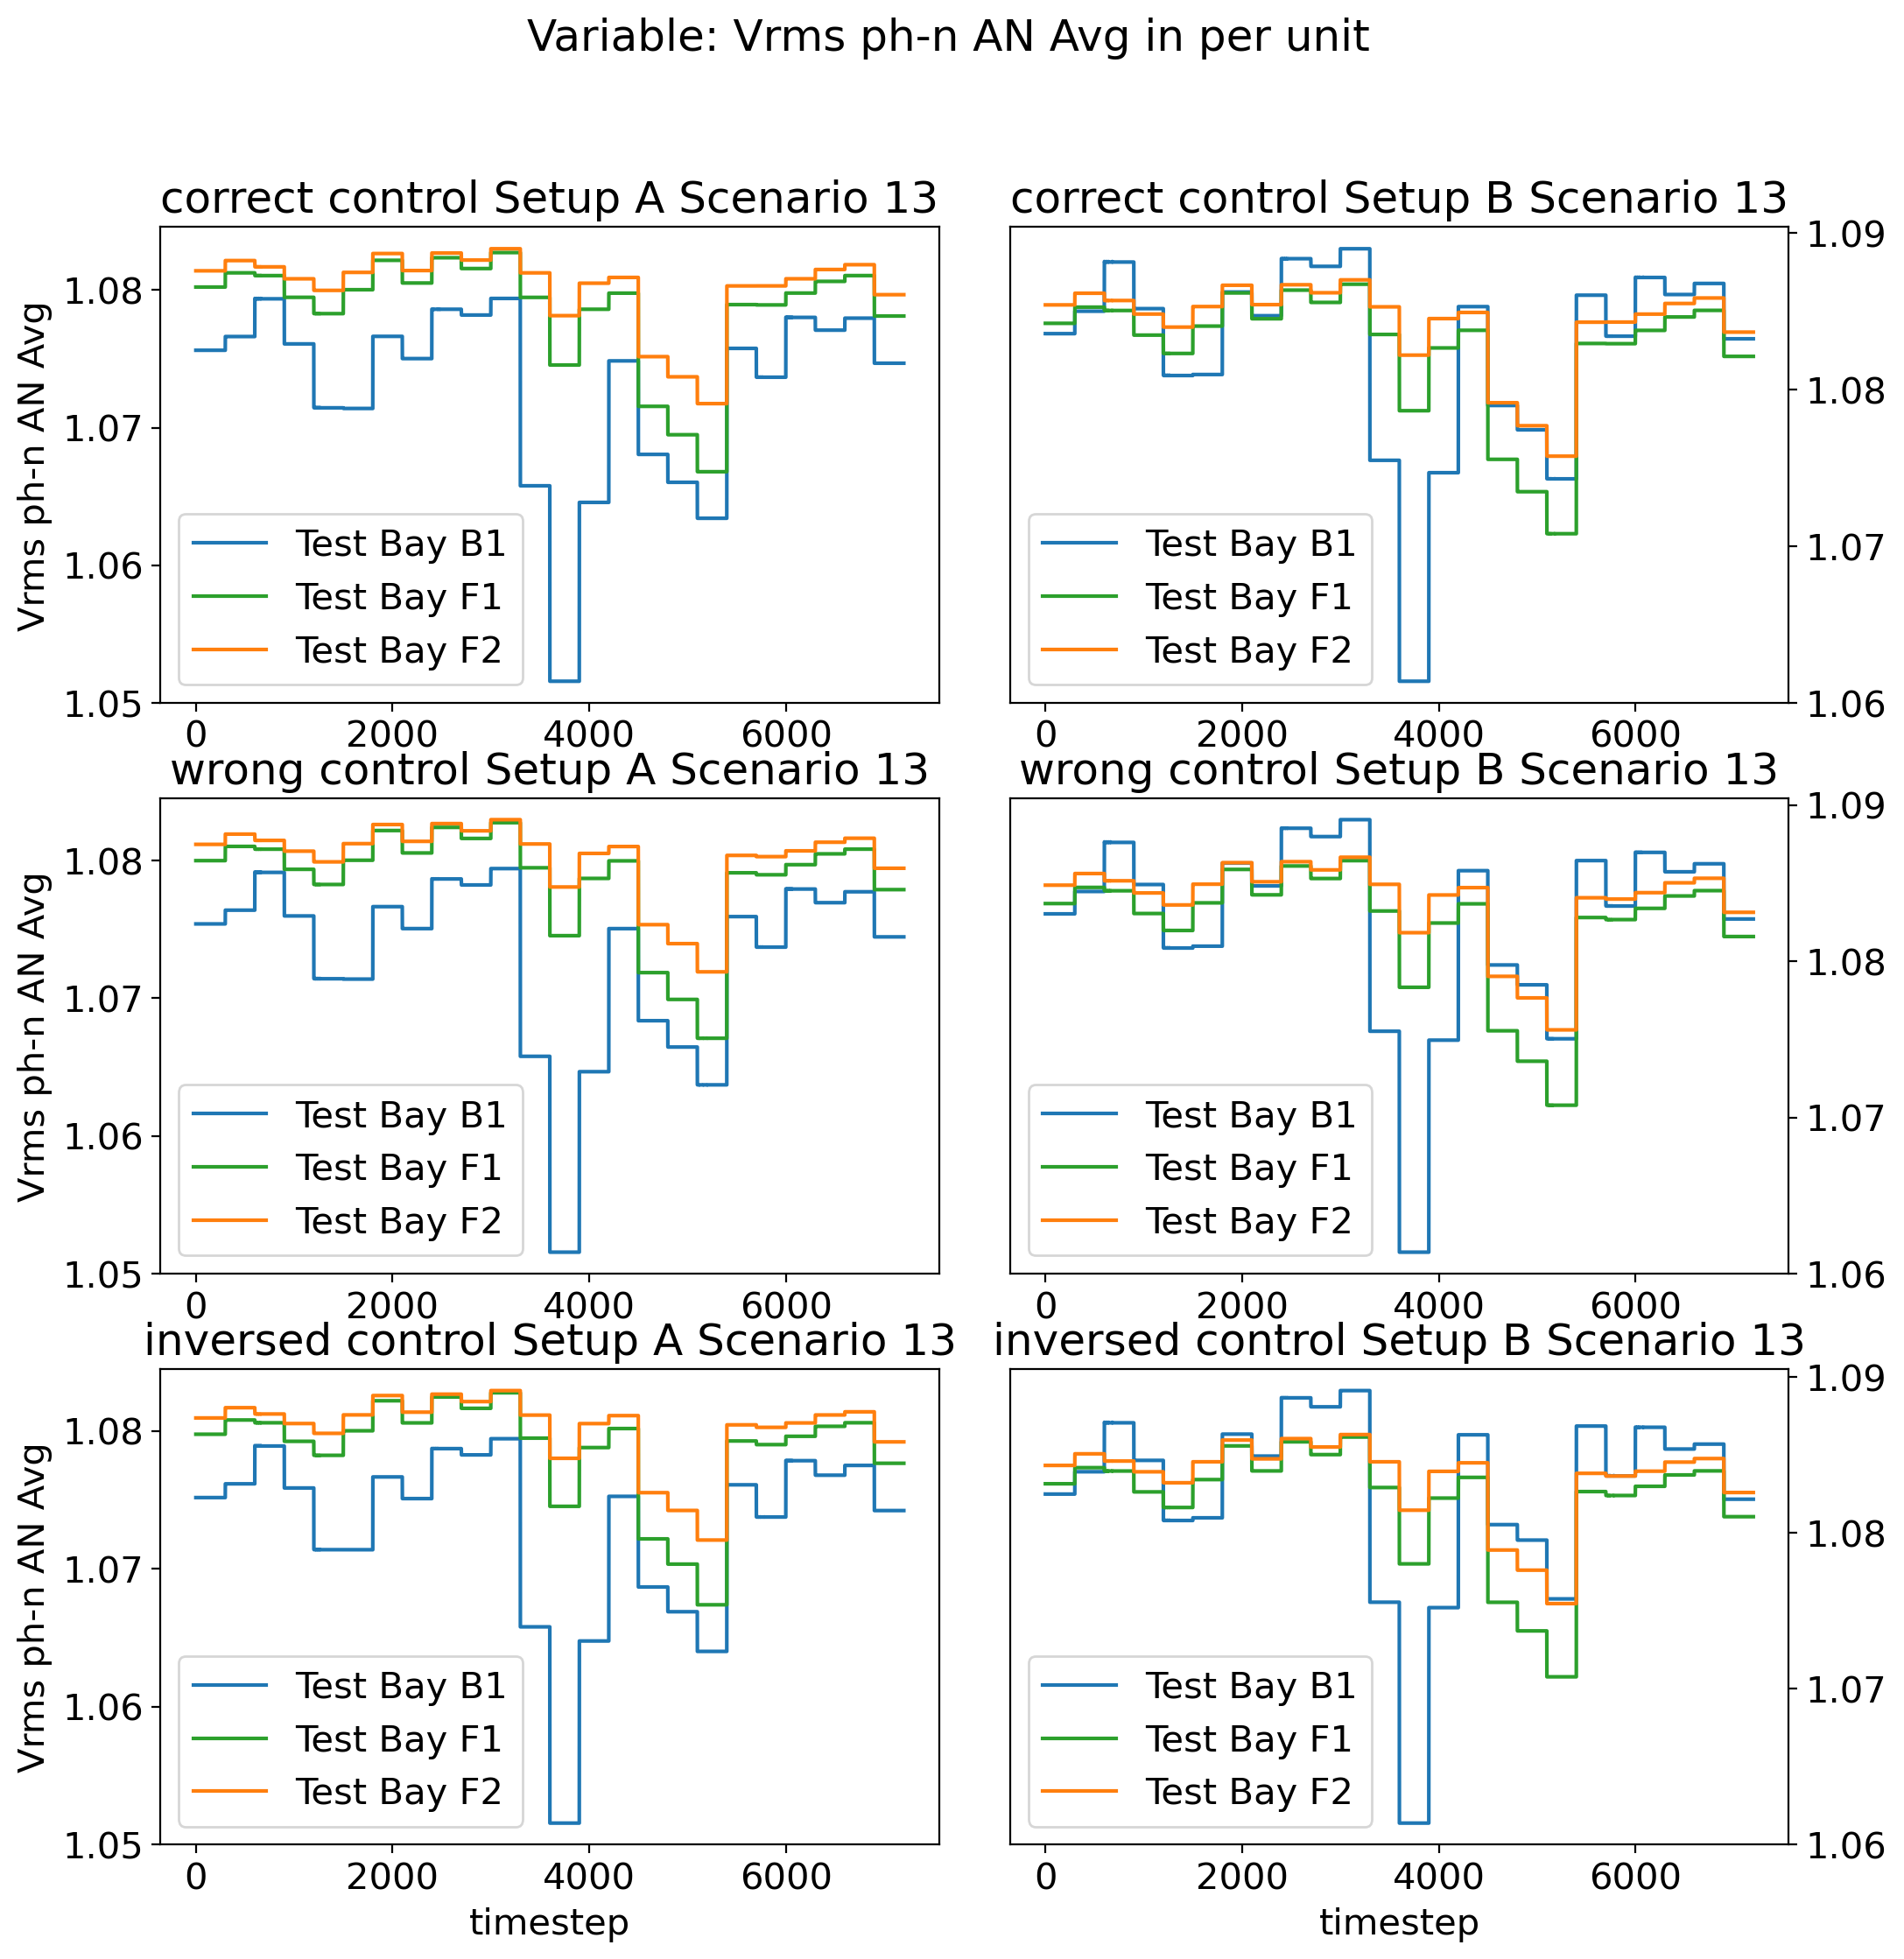 Variable: Vrms ph-n AN Avg in per unit
correct control Setup A Scenario 13
Vrms ph-n AN Avg
1.08
1.07
1.06
1.05
Test Bay B1
Test Bay F1
Test Bay F2
0 2000 4000 6000
correct control Setup B Scenario 13
1.09
1.08
1.07
1.06
Test Bay B1
Test Bay F1
Test Bay F2
0 2000 4000 6000
wrong control Setup A Scenario 13
Vrms ph-n AN Avg
1.08
1.07
1.06
1.05
Test Bay B1
Test Bay F1
Test Bay F2
0 2000 4000 6000
wrong control Setup B Scenario 13
1.09
1.08
1.07
1.06
Test Bay B1
Test Bay F1
Test Bay F2
0 2000 4000 6000
inversed control Setup A Scenario 13
Vrms ph-n AN Avg
1.08
1.07
1.06
1.05
Test Bay B1
Test Bay F1
Test Bay F2
0 2000 4000 6000
timestep
inversed control Setup B Scenario 13
1.09
1.08
1.07
1.06
Test Bay B1
Test Bay F1
Test Bay F2
0 2000 4000 6000
timestep